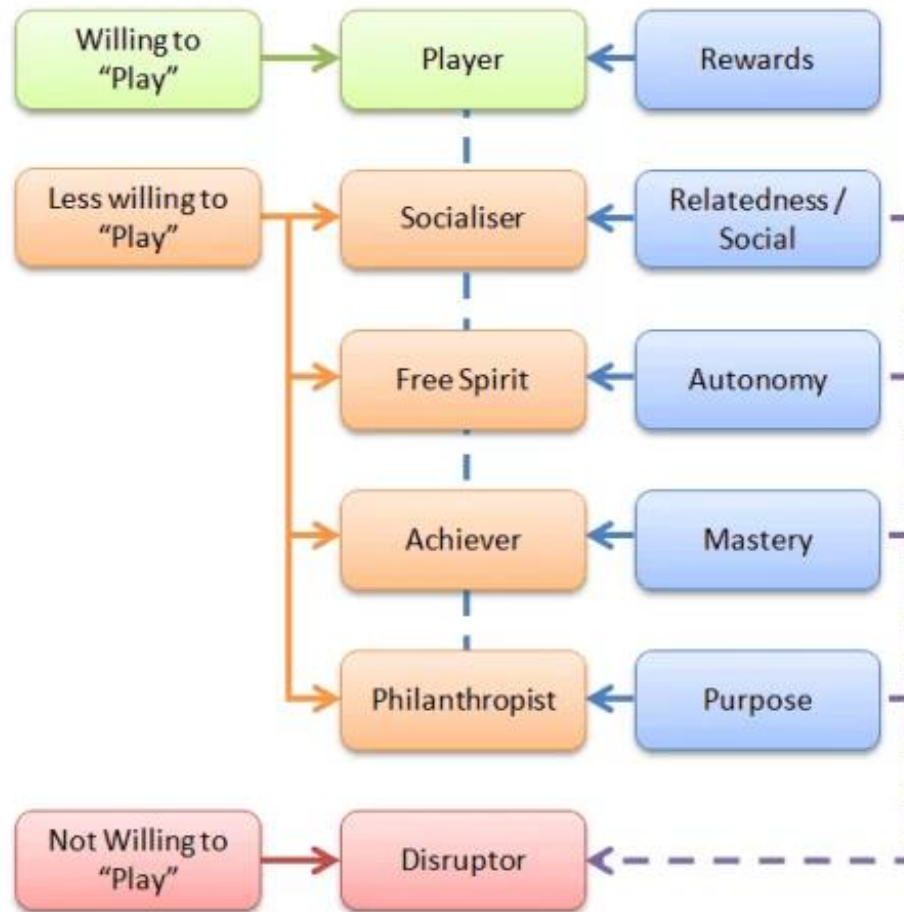 Willing to
“Play”
Player
Rewards
Less willing to
“Play”
Socialiser
Relatedness /
Social
Free Spirit
Autonomy
Achiever
Mastery
Philanthropist
Purpose
Not Willing to
“Play”
Disruptor